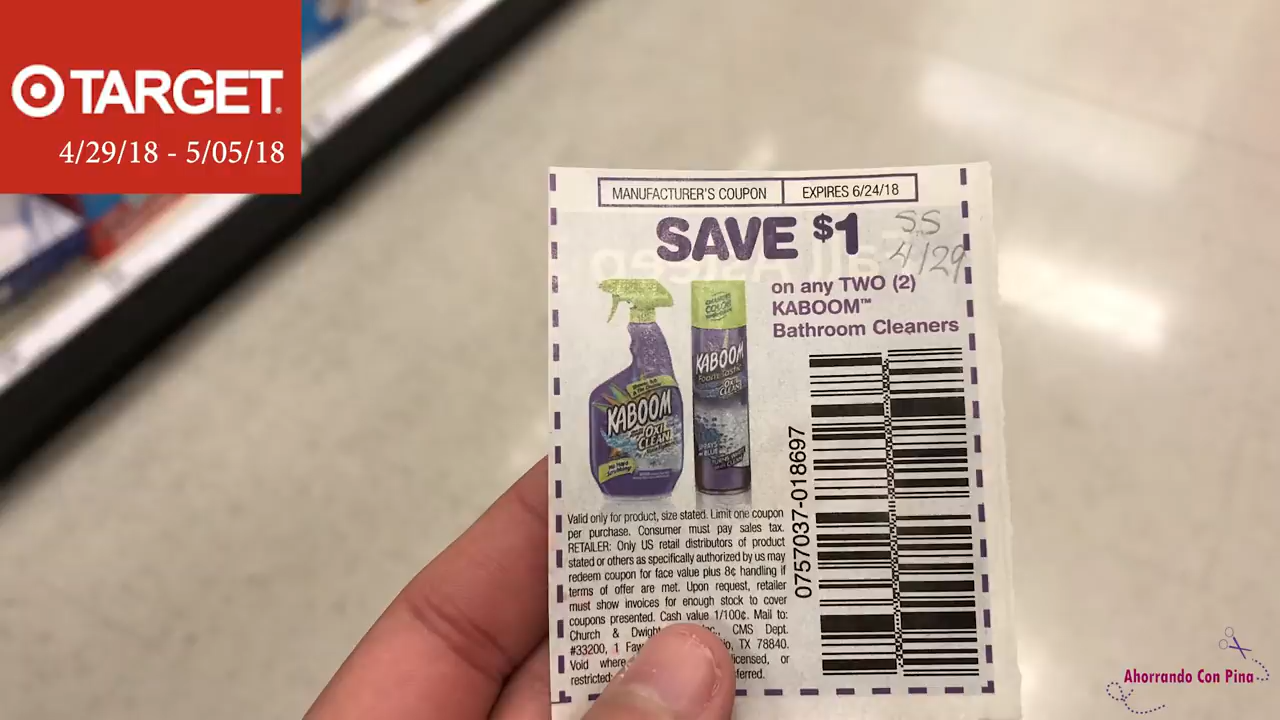 TARGET.
4/29/18 - 5/05/18
MANUFACTURER'S COUPON EXPIRES 6/24/18
SAVE $1
SS
4/29
on any TWO (2)
KABOOM™
Bathroom Cleaners
KABOOM
OXI
CLEAN
KABOOM
FoamTastic
OXI
CLEAN
0757037-018697
Valid only for product, size stated. Limit one coupon
per purchase. Consumer must pay sales tax.
RETAILER: Only US retail distributors of product
stated or others as specifically authorized by us may
redeem coupon for face value plus 8¢ handling if
terms of offer are met. Upon request, retailer
must show invoices for enough stock to cover
coupons presented. Cash value 1/100¢. Mail to:
Church & Dwight CMS Dept.
#33200, 1 TX 78840.
Void where or
restricted
Ahorrando Con Pina